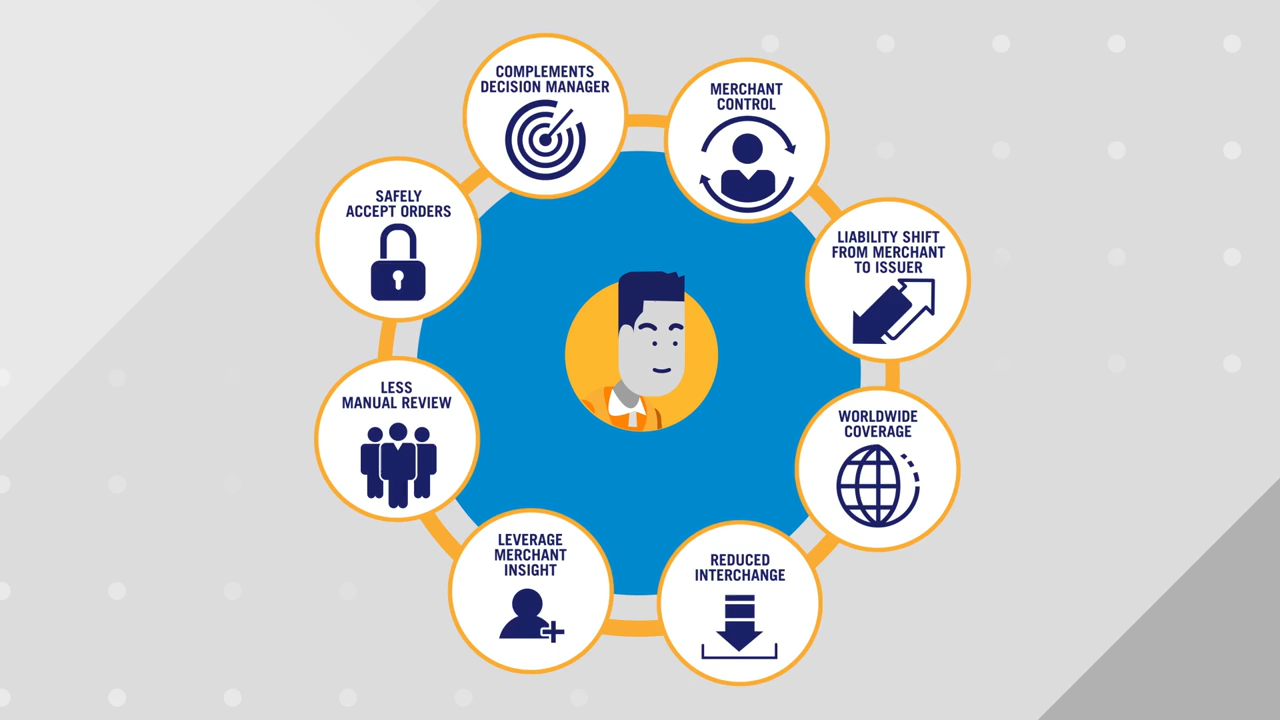 COMPLEMENTS
DECISION MANAGER
MERCHANT
CONTROL
LIABILITY SHIFT
FROM MERCHANT
TO ISSUER
WORLDWIDE
COVERAGE
REDUCED
INTERCHANGE
LEVERAGE
MERCHANT
INSIGHT
LESS
MANUAL REVIEW
SAFELY
ACCEPT ORDERS